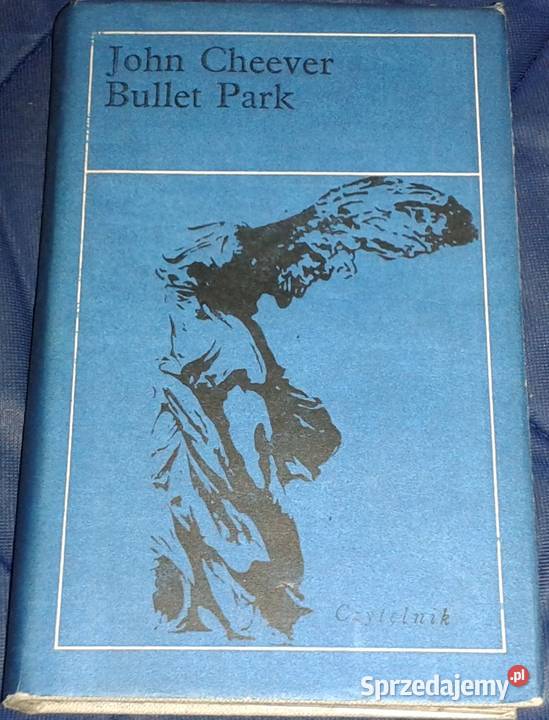 John Cheever
Bullet Park
Czytelnik
Sprzedajemy.pl